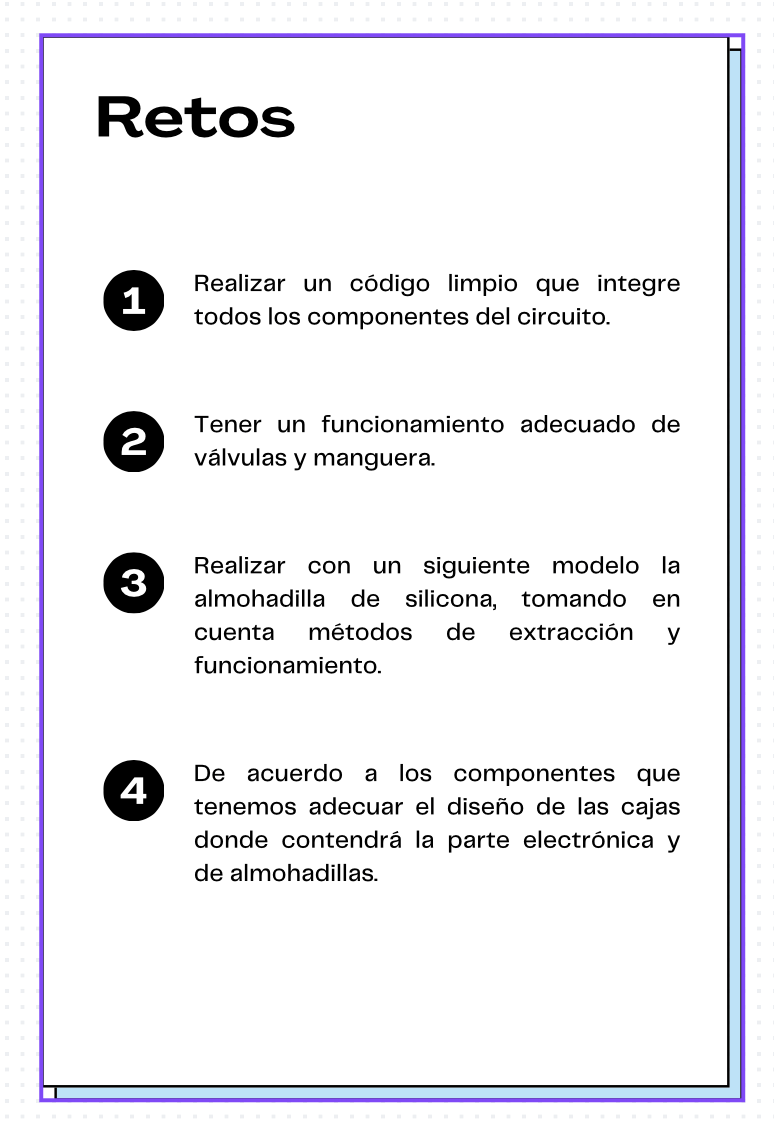 Retos
1
Realizar un código limpio que integre
todos los componentes del circuito.
2
Tener un funcionamiento adecuado de
válvulas y manguera.
3
Realizar con un siguiente modelo la
almohadilla de silicona, tomando en
cuenta métodos de extracción y
funcionamiento.
4
De acuerdo a los componentes que
tenemos adecuar el diseño de las cajas
donde contendrá la parte electrónica y
de almohadillas.